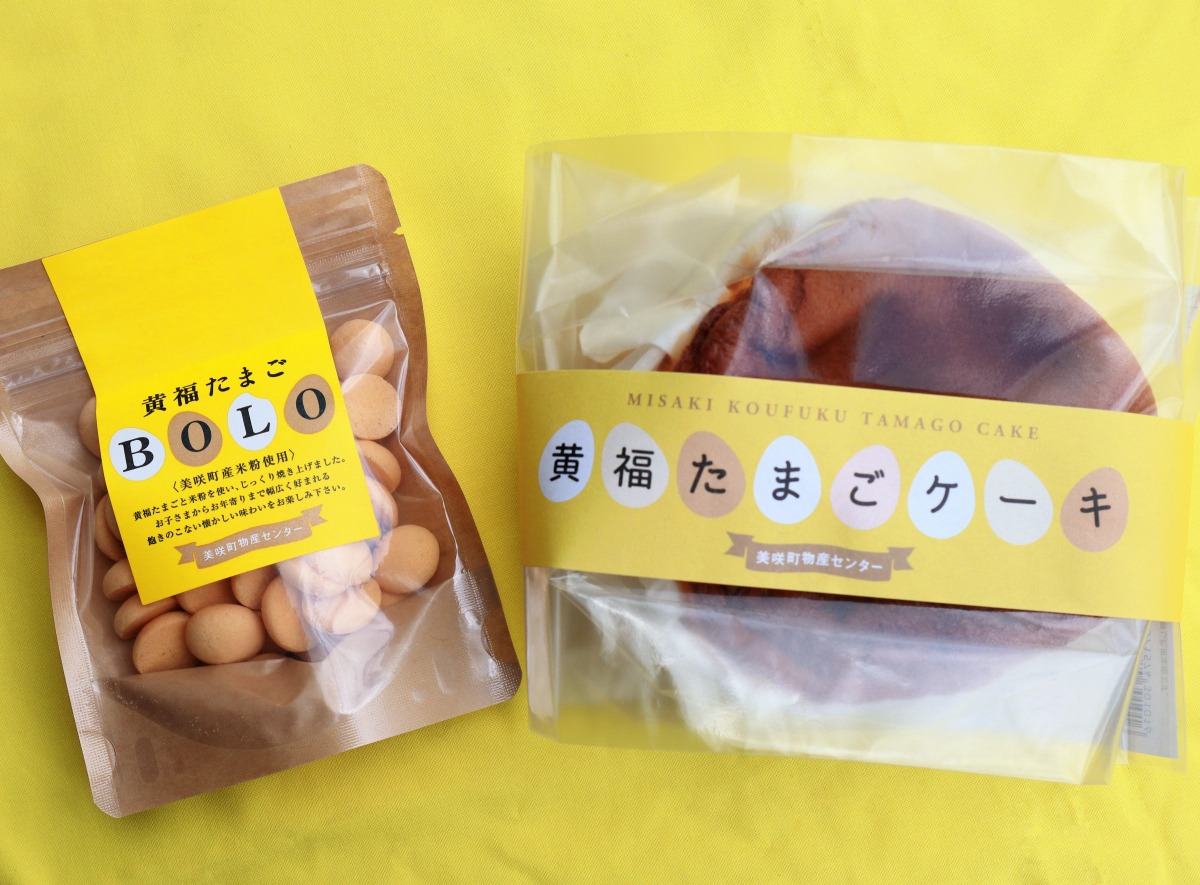 黄福たまご
BOLO
〈美咲町産米粉使用〉
黄福たまごと米粉を使い、じっくり焼き上げました。
お子さまからお年寄りまで幅広く好まれる
飽きのこない懐かしい味わいをお楽しみ下さい。
美咲町物産センター
MISAKI KOUFUKU TAMAGO CAKE
黄福たまごケーキ
美咲町物産センター